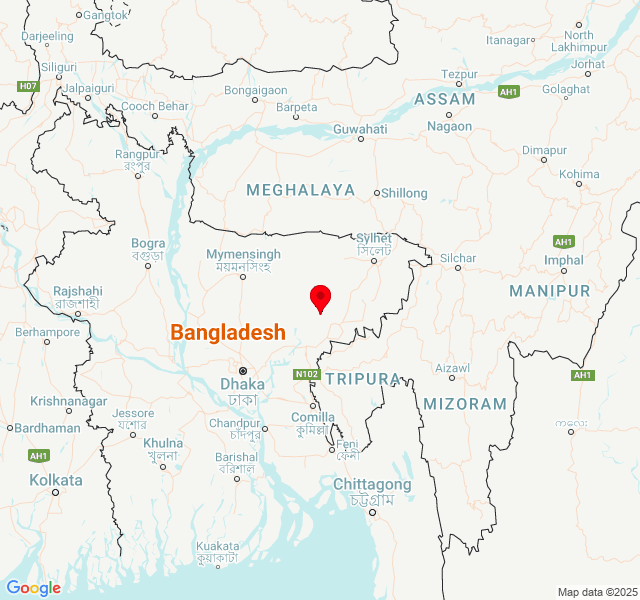 Gangtok
Darjeeling
North
Lakhimpur
Itanagar
Siliguri
Jorhat
Tezpur
H07
Jalpaiguri
Bongaigaon
ASSAM
AH1
Golaghat
Cooch Behar
Barpeta
Nagaon
Guwahati
Rangpur
রংপুর
Dimapur
Kohima
MEGHALAYA
Shillong
Bogra
বগুড়া
Mymensingh
ময়মনসিংহ
Sylhet
সিলেট
Silchar
AH1
Imphal
Rajshahi
রাজশাহী
MANIPUR
Berhampore
Bangladesh
Dhaka
ঢাকা
N102
TRIPURA
Aizawl
AH1
Krishnanagar
MIZORAM
Jessore
যশোর
Comilla
কুমিল্লা
Bardhaman
Chandpur
চাঁদপুর
Khulna
খুলনা
Feni
ফেনী
AH1
Barishal
বরিশাল
Kolkata
Chittagong
চট্টগ্রাম
Kuakata
কুয়াকাটা
Google
Map data ©2025